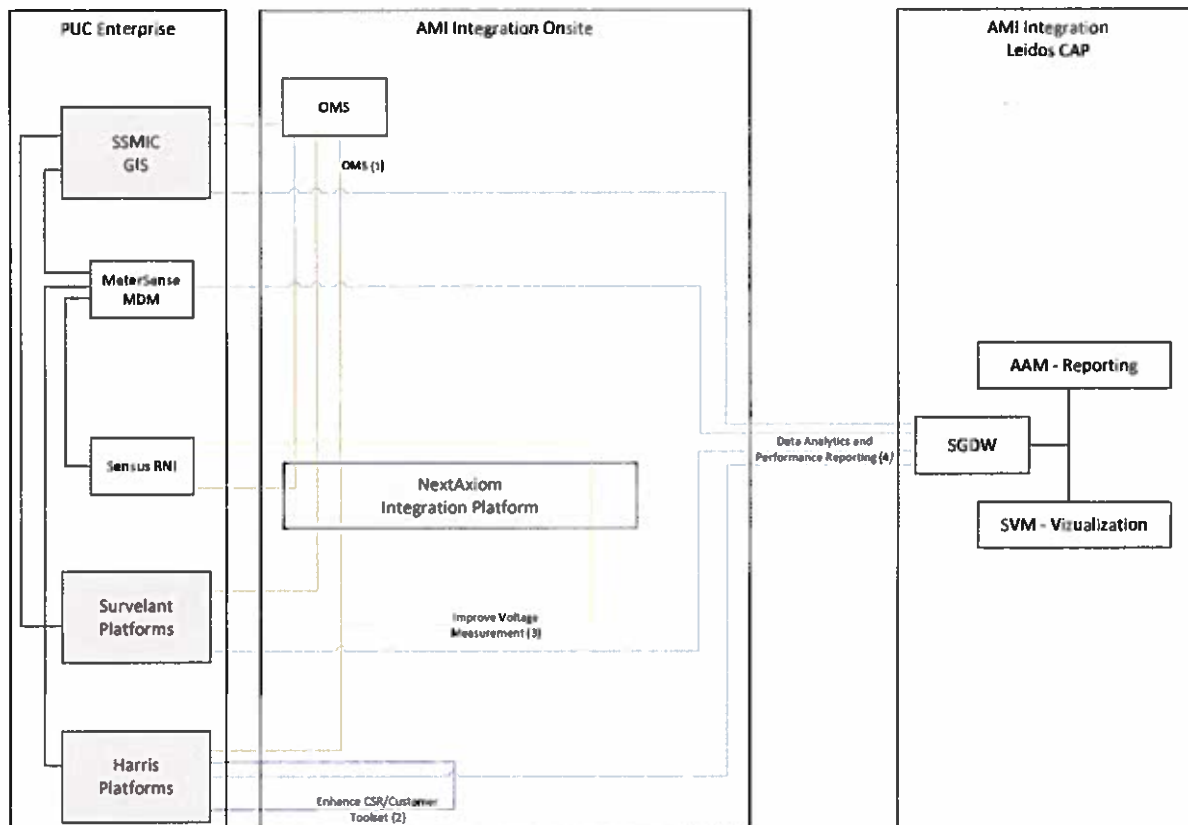 PUC Enterprise
AMI Integration Onsite
AMI Integration
Leidos CAP
OMS
OMS (1)
SSMIC
GIS
MeterSense
MDM
Sensus RNI
NextAxiom
Integration Platform
Survelant
Platforms
Improve Voltage
Measurement (3)
Harris
Platforms
Enhance CSR/Customer
Toolset (2)
Data Analytics and
Performance Reporting (4)
AAM - Reporting
SGDW
SVM - Vizualization